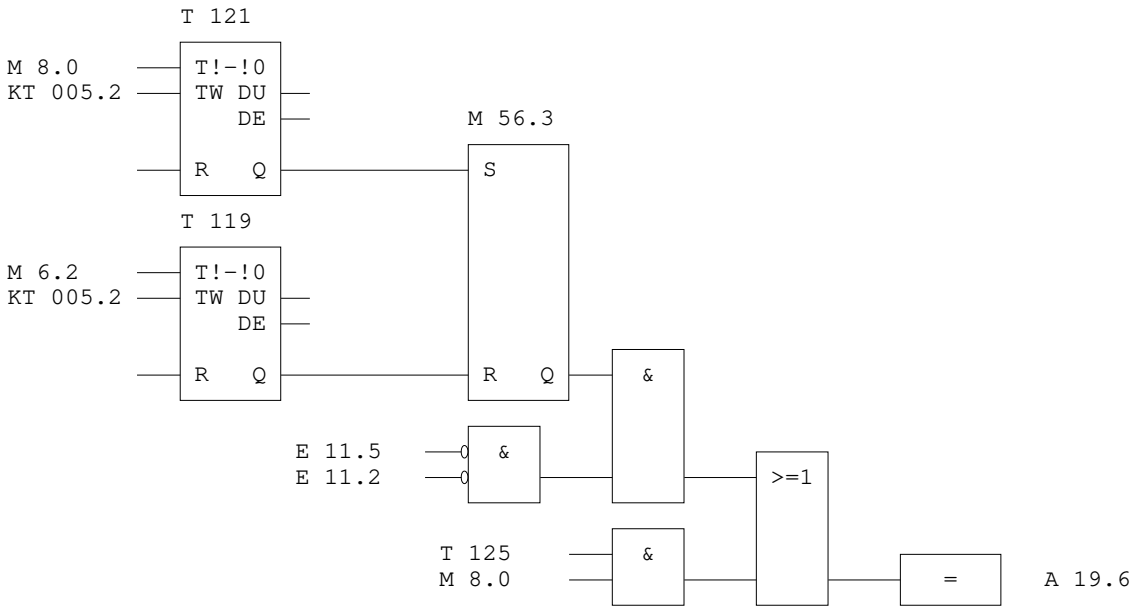 T 121
M 8.0 T!-!0
KT 005.2 TW DU
DE
M 56.3
R Q S
T 119
M 6.2 T!-!0
KT 005.2 TW DU
DE
R Q R Q &
E 11.5 &
E 11.2 >=1
T 125 &
M 8.0 = A 19.6